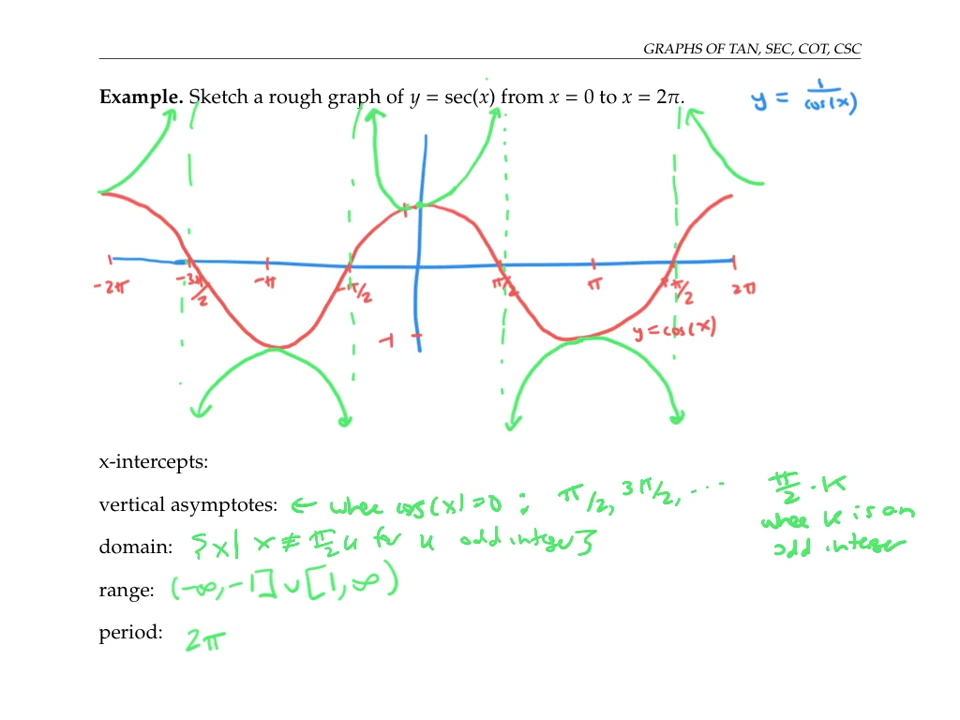 GRAPHS OF TAN, SEC, COT, CSC
Example. Sketch a rough graph of y = sec(x) from x = 0 to x = 2π.
y = 1/cos(x)
-2π -3π/2 -π -π/2 π/2 π 3π/2 2π
-1
y = cos(x)
x-intercepts:
vertical asymptotes: ← when cos(x) = 0 : π/2, 3π/2, ... π/2 · K
where K is an
odd integer
domain: {x| x ≠ π/2 k for k odd integer}
range: (-∞, -1] ∪ [1, ∞)
period: 2π